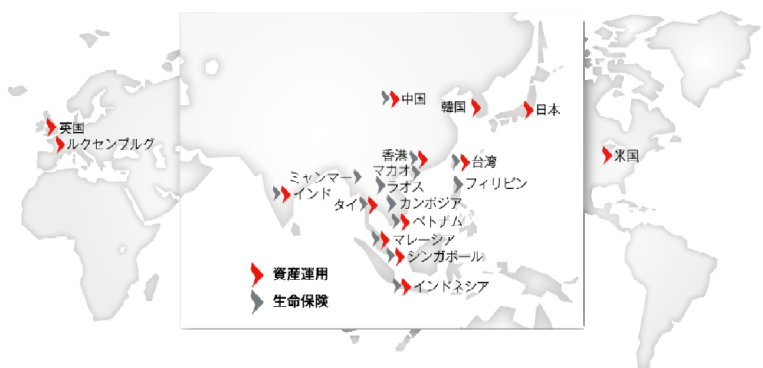 中国
韓国
日本
英国
ルクセンブルグ
香港
台湾
米国
マカオ
ミャンマー
ラオス
フィリピン
インド
タイ
カンボジア
ベトナム
マレーシア
シンガポール
資産運用
インドネシア
生命保険